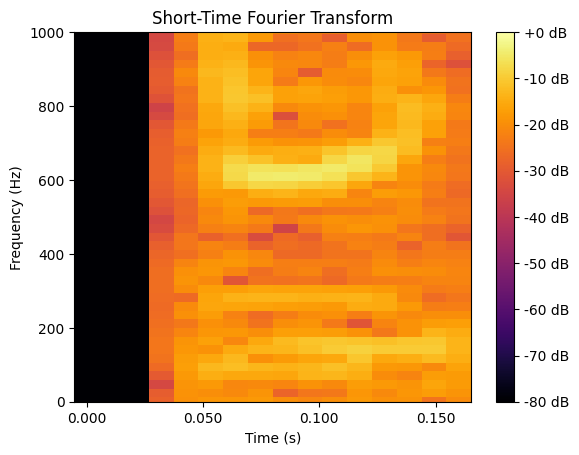 Short-Time Fourier Transform
1000
800
600
400
200
0
Frequency (Hz)
0.000
0.050
0.100
0.150
Time (s)
+0 dB
-10 dB
-20 dB
-30 dB
-40 dB
-50 dB
-60 dB
-70 dB
-80 dB